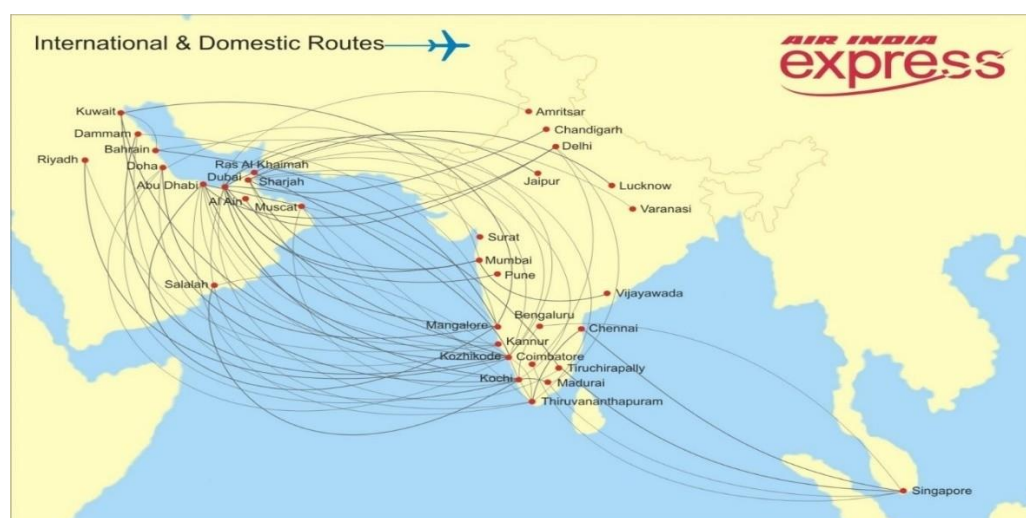 International & Domestic Routes
AIR INDIA
express
Kuwait
Amritsar
Dammam
Chandigarh
Bahrain
Delhi
Riyadh
Doha
Ras Al Khaimah
Dubai
Sharjah
Jaipur
Abu Dhabi
Lucknow
Al Ain
Muscat
Varanasi
Surat
Mumbai
Pune
Salalah
Vijayawada
Bengaluru
Mangalore
Chennai
Kannur
Kozhikode
Coimbatore
Tiruchirapally
Kochi
Madurai
Thiruvananthapuram
Singapore